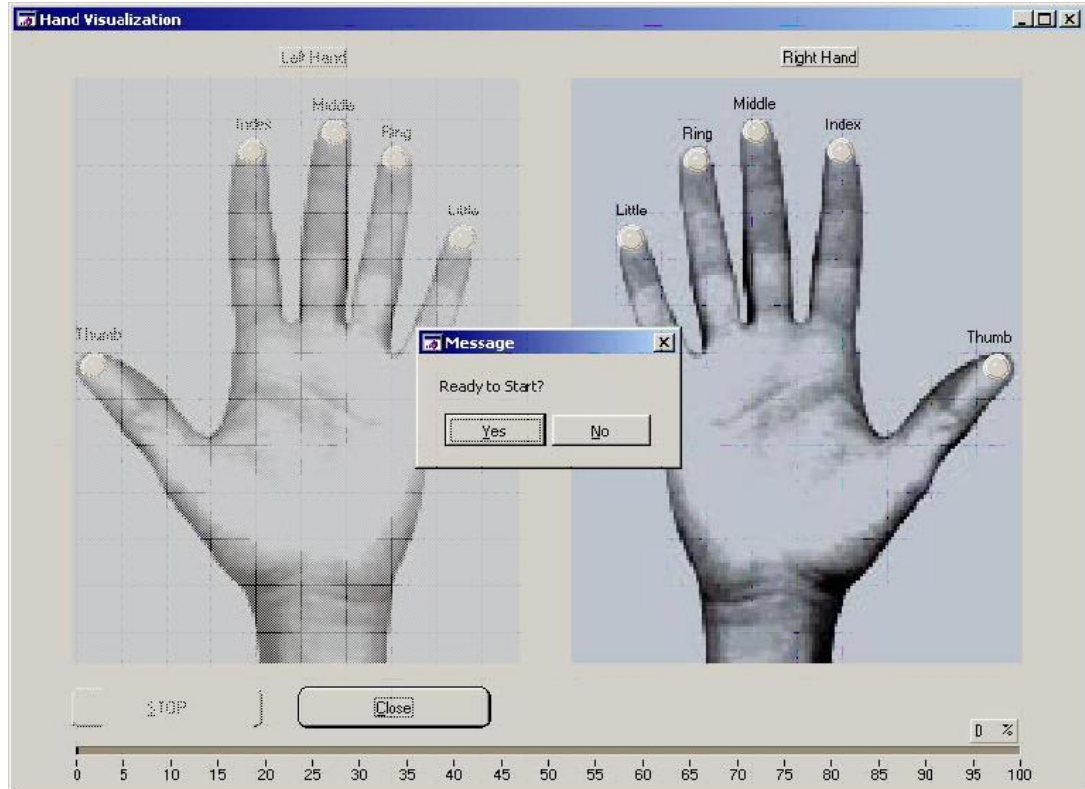 Hand Visualization
Left Hand
Right Hand
Middle
Index
Ring
Little
Thumb
Middle
Ring
Index
Little
Thumb
Message
Ready to Start?
Yes
No
STOP
Close
0 %
0 5 10 15 20 25 30 35 40 45 50 55 60 65 70 75 80 85 90 95 100